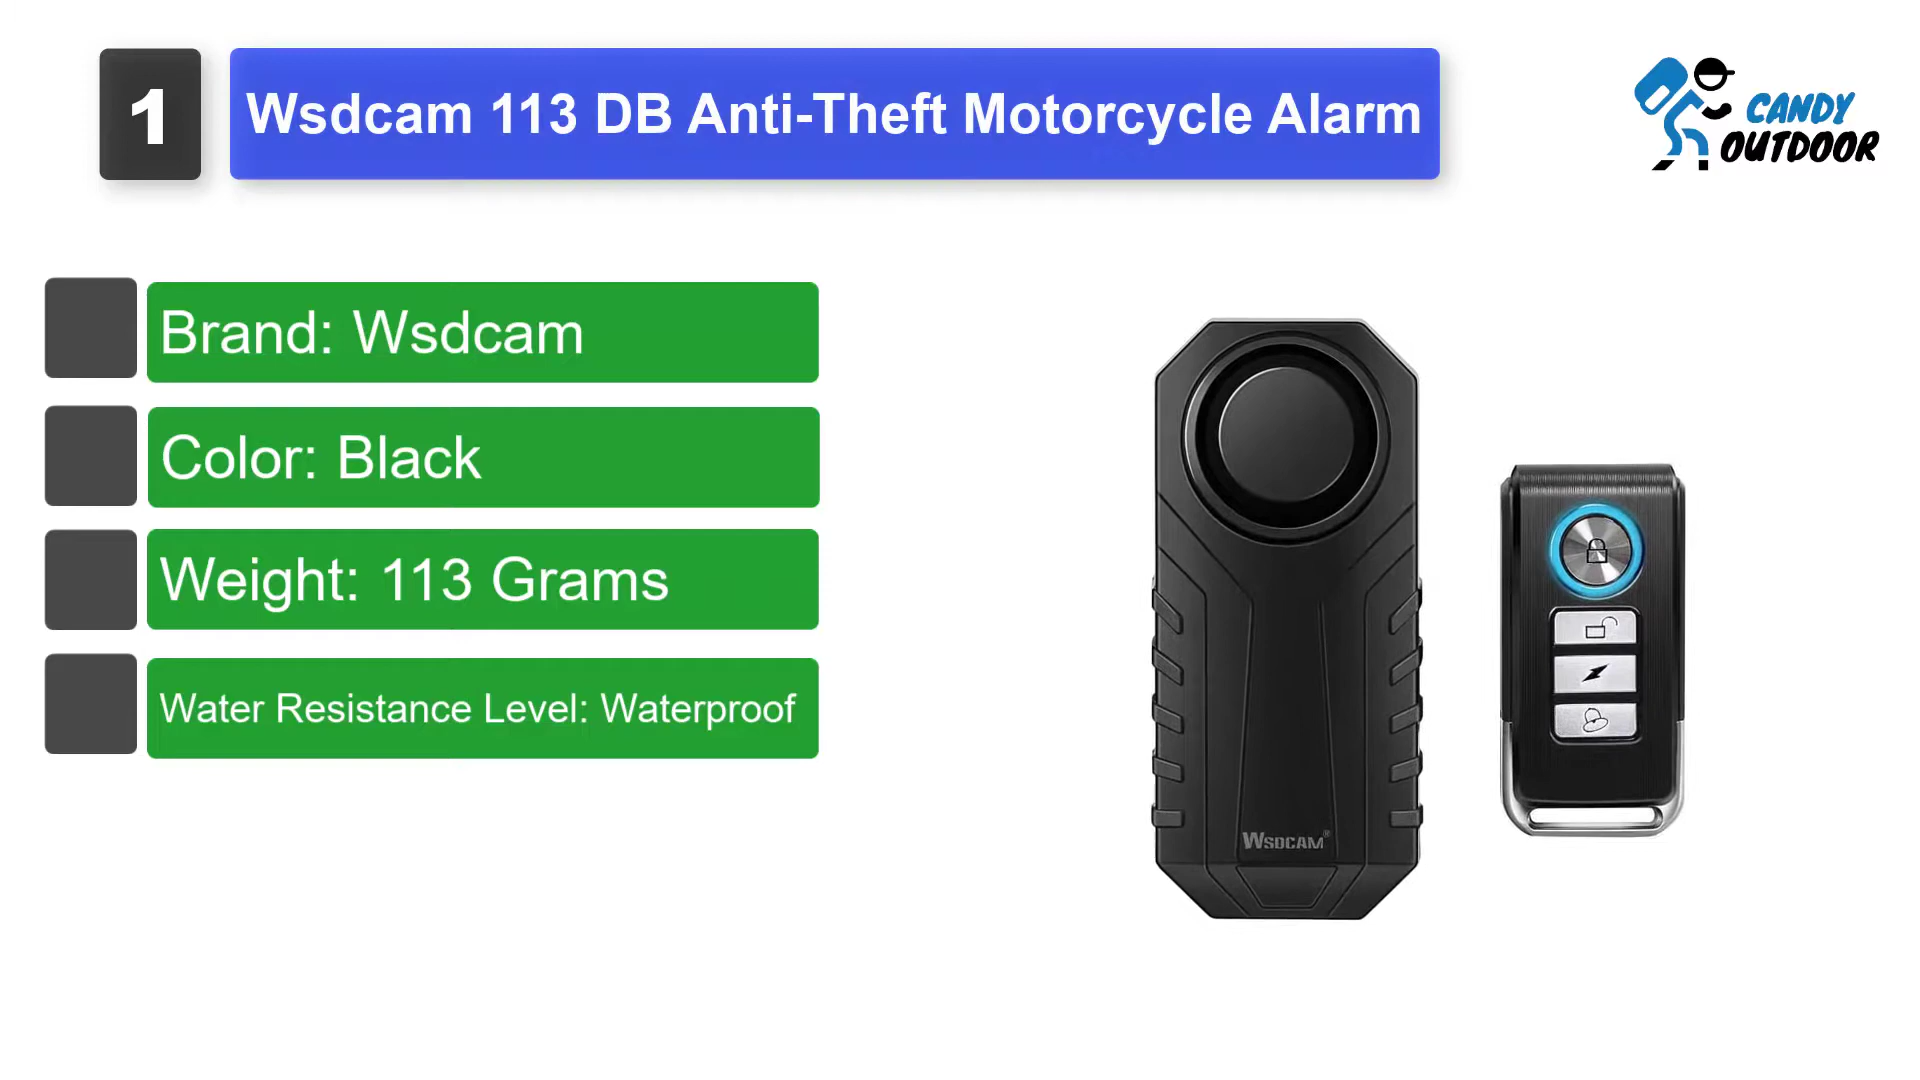 1
Wsdcam 113 DB Anti-Theft Motorcycle Alarm
CANDY
OUTDOOR
Brand: Wsdcam
Color: Black
Weight: 113 Grams
Water Resistance Level: Waterproof
WSDCAM®